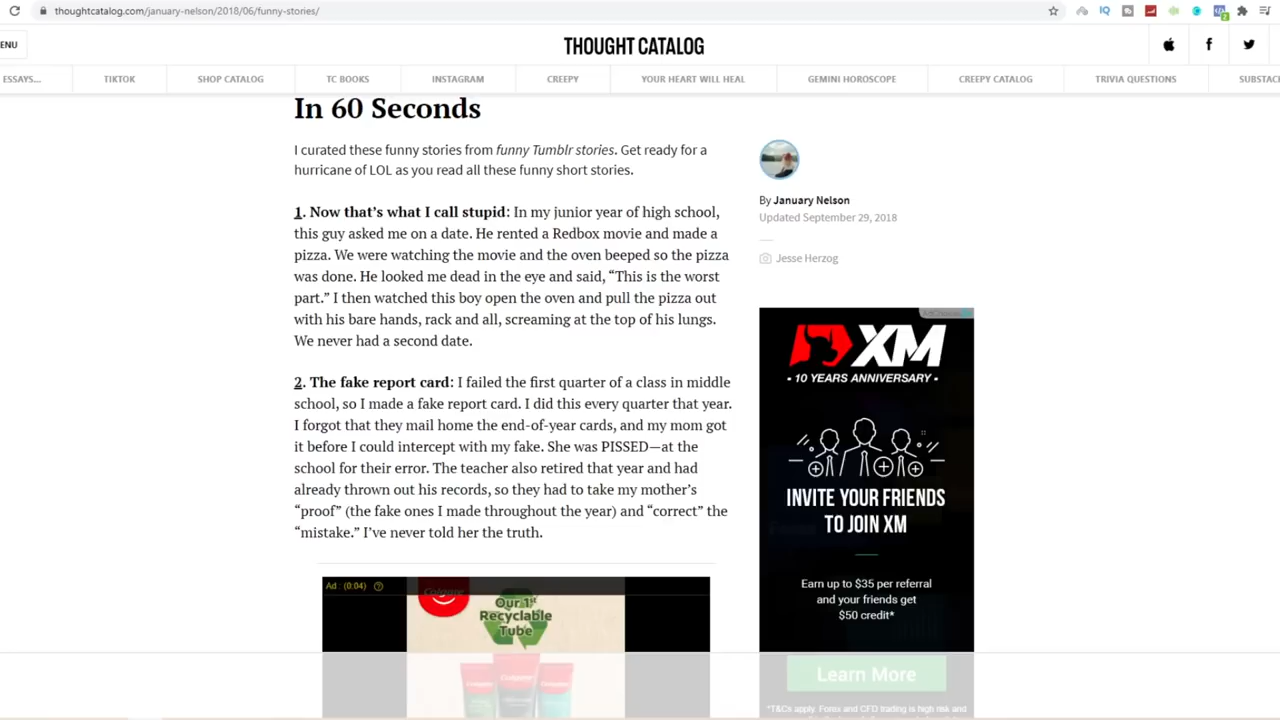 thoughtcatalog.com/january-nelson/2018/06/funny-stories/
ENU
THOUGHT CATALOG
ESSAYS...
TIKTOK
SHOP CATALOG
TC BOOKS
INSTAGRAM
CREEPY
YOUR HEART WILL HEAL
GEMINI HOROSCOPE
CREEPY CATALOG
TRIVIA QUESTIONS
SUBSTAC
In 60 Seconds
I curated these funny stories from funny Tumblr stories. Get ready for a
hurricane of LOL as you read all these funny short stories.
1. Now that’s what I call stupid: In my junior year of high school,
this guy asked me on a date. He rented a Redbox movie and made a
pizza. We were watching the movie and the oven beeped so the pizza
was done. He looked me dead in the eye and said, “This is the worst
part.” I then watched this boy open the oven and pull the pizza out
with his bare hands, rack and all, screaming at the top of his lungs.
We never had a second date.
2. The fake report card: I failed the first quarter of a class in middle
school, so I made a fake report card. I did this every quarter that year.
I forgot that they mail home the end-of-year cards, and my mom got
it before I could intercept with my fake. She was PISSED—at the
school for their error. The teacher also retired that year and had
already thrown out his records, so they had to take my mother’s
“proof” (the fake ones I made throughout the year) and “correct” the
“mistake.” I’ve never told her the truth.
Ad : (0:04)
Colgate
Our 1st
Recyclable
Tube
By January Nelson
Updated September 29, 2018
Jesse Herzog
AdChoices
XM
• 10 YEARS ANNIVERSARY •
INVITE YOUR FRIENDS
TO JOIN XM
Earn up to $35 per referral
and your friends get
$50 credit*
Learn More
*T&Cs apply. Forex and CFD trading is high risk and